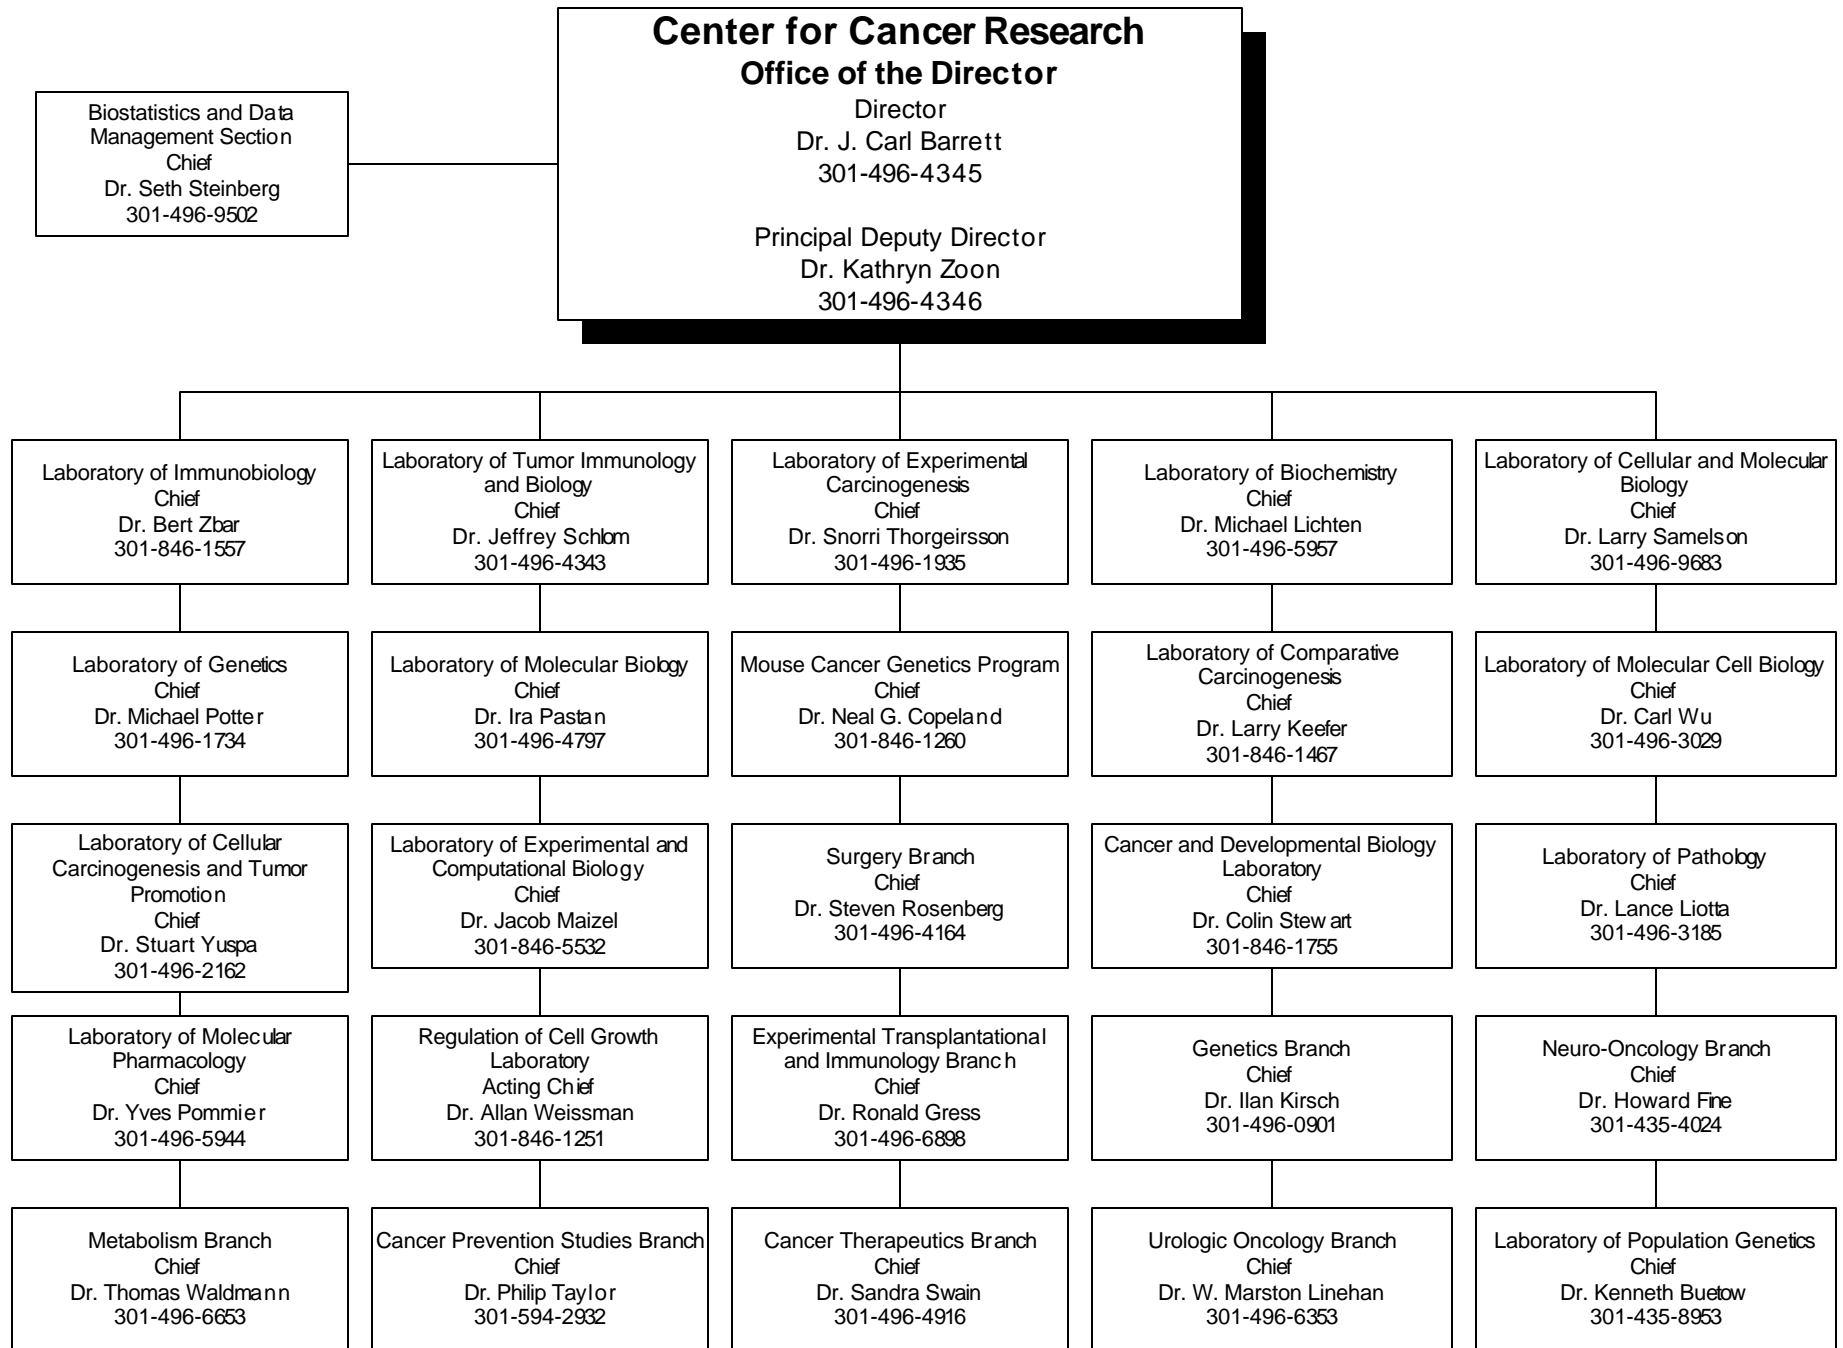 Center for Cancer Research
Office of the Director
Director
Dr. J. Carl Barrett
301-496-4345
Principal Deputy Director
Dr. Kathryn Zoon
301-496-4346
Biostatistics and Data
Management Section
Chief
Dr. Seth Steinberg
301-496-9502
Laboratory of Immunobiology
Chief
Dr. Bert Zbar
301-846-1557
Laboratory of Tumor Immunology
and Biology
Chief
Dr. Jeffrey Schlom
301-496-4343
Laboratory of Experimental
Carcinogenesis
Chief
Dr. Snorri Thorgeirsson
301-496-1935
Laboratory of Biochemistry
Chief
Dr. Michael Lichten
301-496-5957
Laboratory of Cellular and Molecular
Biology
Chief
Dr. Larry Samelson
301-496-9683
Laboratory of Genetics
Chief
Dr. Michael Potter
301-496-1734
Laboratory of Molecular Biology
Chief
Dr. Ira Pastan
301-496-4797
Mouse Cancer Genetics Program
Chief
Dr. Neal G. Copeland
301-846-1260
Laboratory of Comparative
Carcinogenesis
Chief
Dr. Larry Keefer
301-846-1467
Laboratory of Molecular Cell Biology
Chief
Dr. Carl Wu
301-496-3029
Laboratory of Cellular
Carcinogenesis and Tumor
Promotion
Chief
Dr. Stuart Yuspa
301-496-2162
Laboratory of Experimental and
Computational Biology
Chief
Dr. Jacob Maizel
301-846-5532
Surgery Branch
Chief
Dr. Steven Rosenberg
301-496-4164
Cancer and Developmental Biology
Laboratory
Chief
Dr. Colin Stewart
301-846-1755
Laboratory of Pathology
Chief
Dr. Lance Liotta
301-496-3185
Laboratory of Molecular
Pharmacology
Chief
Dr. Yves Pommier
301-496-5944
Regulation of Cell Growth
Laboratory
Acting Chief
Dr. Allan Weissman
301-846-1251
Experimental Transplantational
and Immunology Branch
Chief
Dr. Ronald Gress
301-496-6898
Genetics Branch
Chief
Dr. Ilan Kirsch
301-496-0901
Neuro-Oncology Branch
Chief
Dr. Howard Fine
301-435-4024
Metabolism Branch
Chief
Dr. Thomas Waldmann
301-496-6653
Cancer Prevention Studies Branch
Chief
Dr. Philip Taylor
301-594-2932
Cancer Therapeutics Branch
Chief
Dr. Sandra Swain
301-496-4916
Urologic Oncology Branch
Chief
Dr. W. Marston Linehan
301-496-6353
Laboratory of Population Genetics
Chief
Dr. Kenneth Buetow
301-435-8953